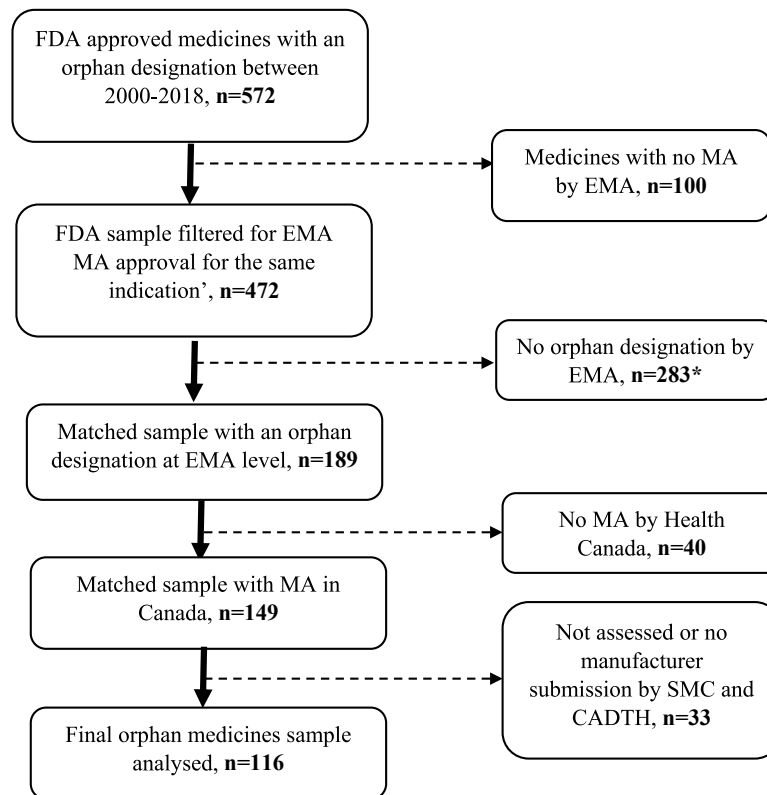 FDA approved medicines with an
orphan designation between
2000-2018, n=572
Medicines with no MA
by EMA, n=100
FDA sample filtered for EMA
MA approval for the same
indication’, n=472
No orphan designation by
EMA, n=283*
Matched sample with an orphan
designation at EMA level, n=189
No MA by Health
Canada, n=40
Matched sample with MA in
Canada, n=149
Not assessed or no
manufacturer
submission by SMC and
CADTH, n=33
Final orphan medicines sample
analysed, n=116